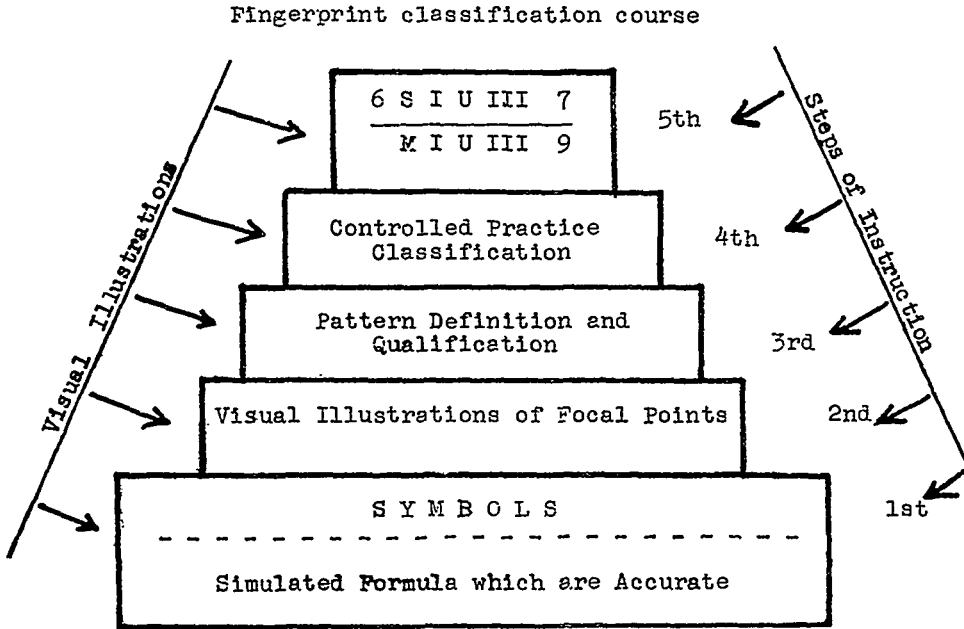 Fingerprint classification course
6 S I U III 7
M I U III 9
5th
Controlled Practice
Classification
4th
Pattern Definition and
Qualification
3rd
Visual Illustrations of Focal Points
2nd
S Y M B O L S
1st
Simulated Formula which are Accurate
Visual Illustrations
Steps of Instruction